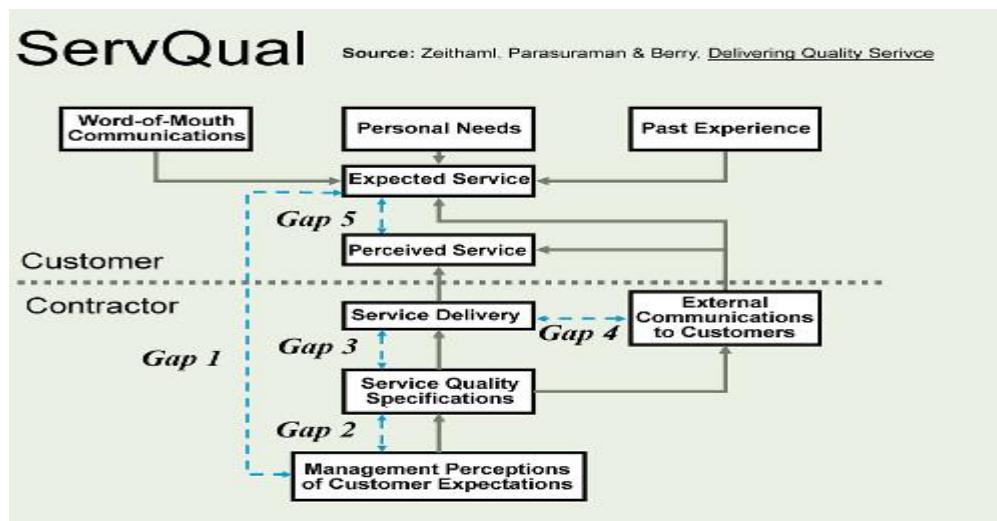 ServQual
Source: Zeithaml, Parasuraman & Berry, Delivering Quality Serivce
Word-of-Mouth
Communications
Personal Needs
Past Experience
Expected Service
Gap 5
Perceived Service
Customer
Contractor
Service Delivery
External
Communications
to Customers
Gap 4
Gap 3
Gap 1
Service Quality
Specifications
Gap 2
Management Perceptions
of Customer Expectations